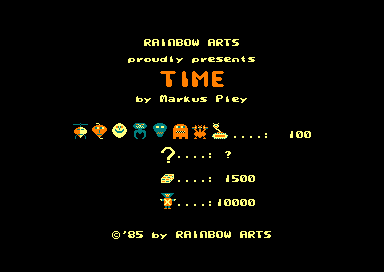 RAINBOW ARTS
proudly presents
TIME
by Markus Pley
....: 100
?....: ?
....: 1500
....: 10000
©'85 by RAINBOW ARTS